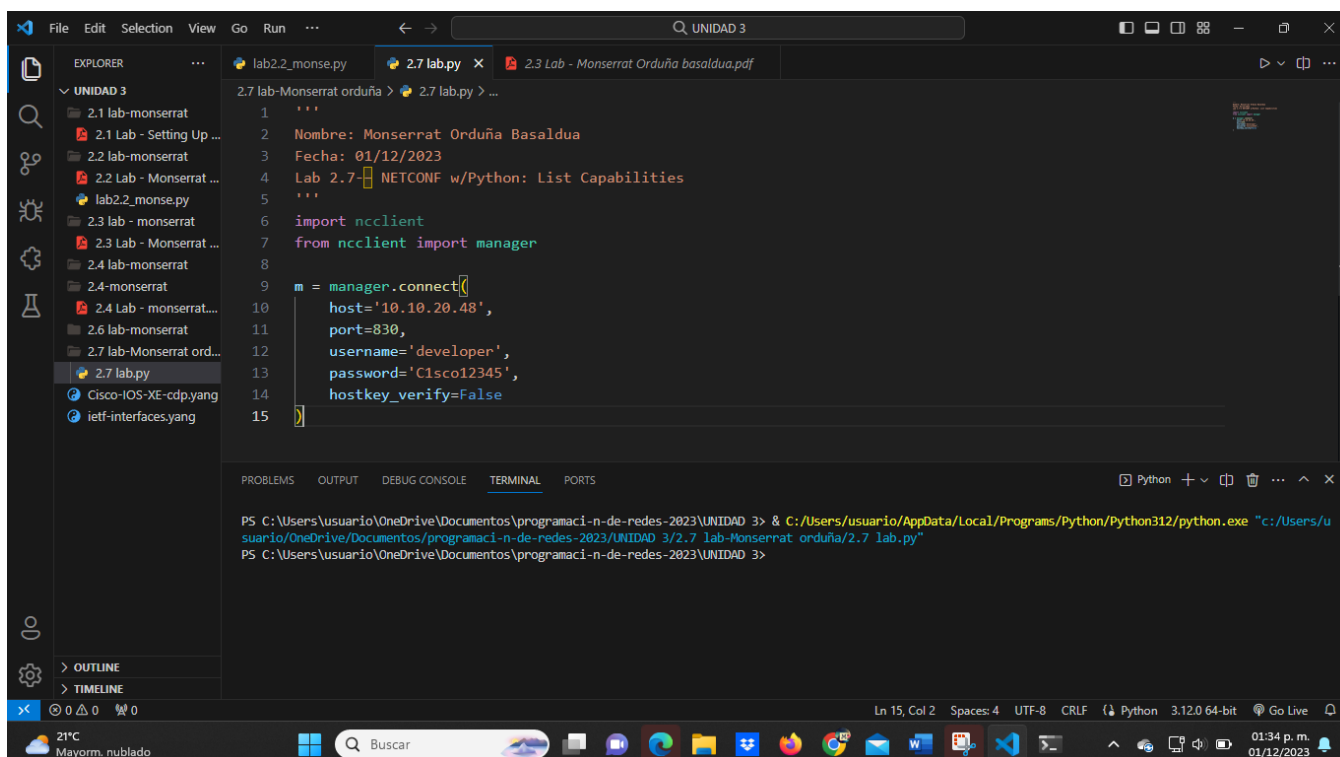 File Edit Selection View Go Run ··· ← → UNIDAD 3
EXPLORER ···
UNIDAD 3
2.1 lab-monserrat
2.1 Lab - Setting Up ...
2.2 lab-monserrat
2.2 Lab - Monserrat ...
lab2.2_monse.py
2.3 lab - monserrat
2.3 Lab - Monserrat ...
2.4 lab-monserrat
2.4-monserrat
2.4 Lab - monserrat....
2.6 lab-monserrat
2.7 lab-Monserrat ord...
2.7 lab.py
Cisco-IOS-XE-cdp.yang
ietf-interfaces.yang
OUTLINE
TIMELINE
lab2.2_monse.py 2.7 lab.py × 2.3 Lab - Monserrat Orduña basaldua.pdf
2.7 lab-Monserrat orduña > 2.7 lab.py > ...
1 '''
2 Nombre: Monserrat Orduña Basaldua
3 Fecha: 01/12/2023
4 Lab 2.7-– NETCONF w/Python: List Capabilities
5 '''
6 import ncclient
7 from ncclient import manager
8
9 m = manager.connect(
10 host='10.10.20.48',
11 port=830,
12 username='developer',
13 password='C1sco12345',
14 hostkey_verify=False
15 )
PROBLEMS OUTPUT DEBUG CONSOLE TERMINAL PORTS Python
PS C:\Users\usuario\OneDrive\Documentos\programaci-n-de-redes-2023\UNIDAD 3> & C:/Users/usuario/AppData/Local/Programs/Python/Python312/python.exe "c:/Users/u
suario/OneDrive/Documentos/programaci-n-de-redes-2023/UNIDAD 3/2.7 lab-Monserrat orduña/2.7 lab.py"
PS C:\Users\usuario\OneDrive\Documentos\programaci-n-de-redes-2023\UNIDAD 3>
0 0 0 Ln 15, Col 2 Spaces: 4 UTF-8 CRLF Python 3.12.0 64-bit Go Live
21°C
Mayorm. nublado
Buscar
01:34 p. m.
01/12/2023